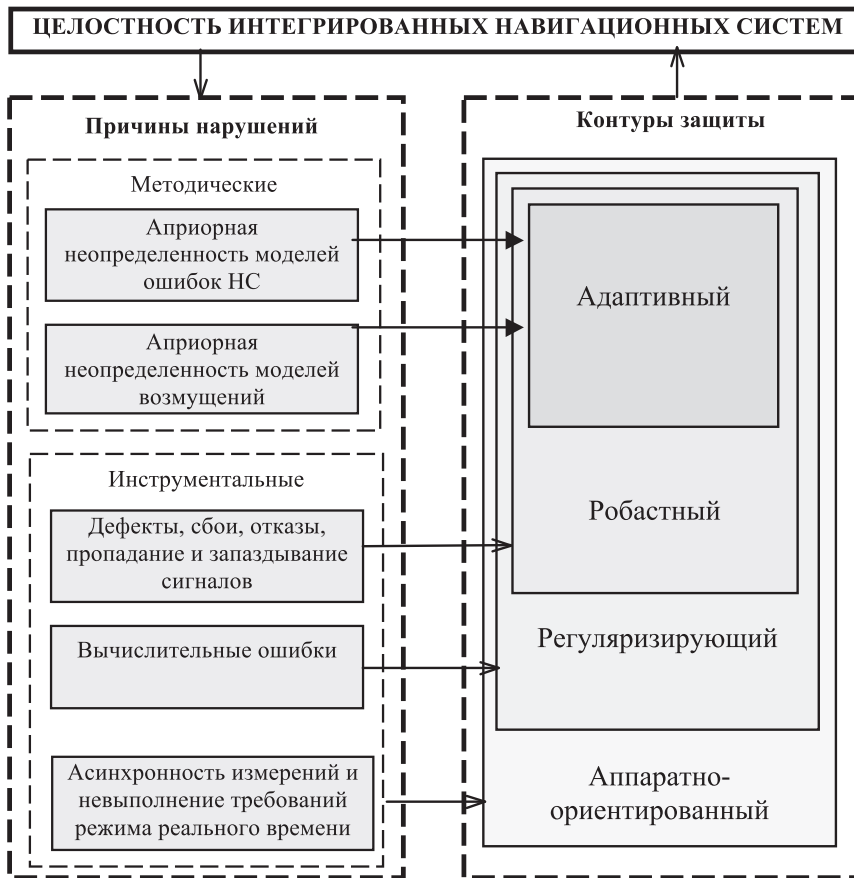 ЦЕЛОСТНОСТЬ ИНТЕГРИРОВАННЫХ НАВИГАЦИОННЫХ СИСТЕМ
Причины нарушений
Методические
Априорная
неопределенность моделей
ошибок НС
Априорная
неопределенность моделей
возмущений
Инструментальные
Дефекты, сбои, отказы,
пропадание и запаздывание
сигналов
Вычислительные ошибки
Асинхронность измерений и
невыполнение требований
режима реального времени
Контуры защиты
Адаптивный
Робастный
Регуляризирующий
Аппаратно-
ориентированный